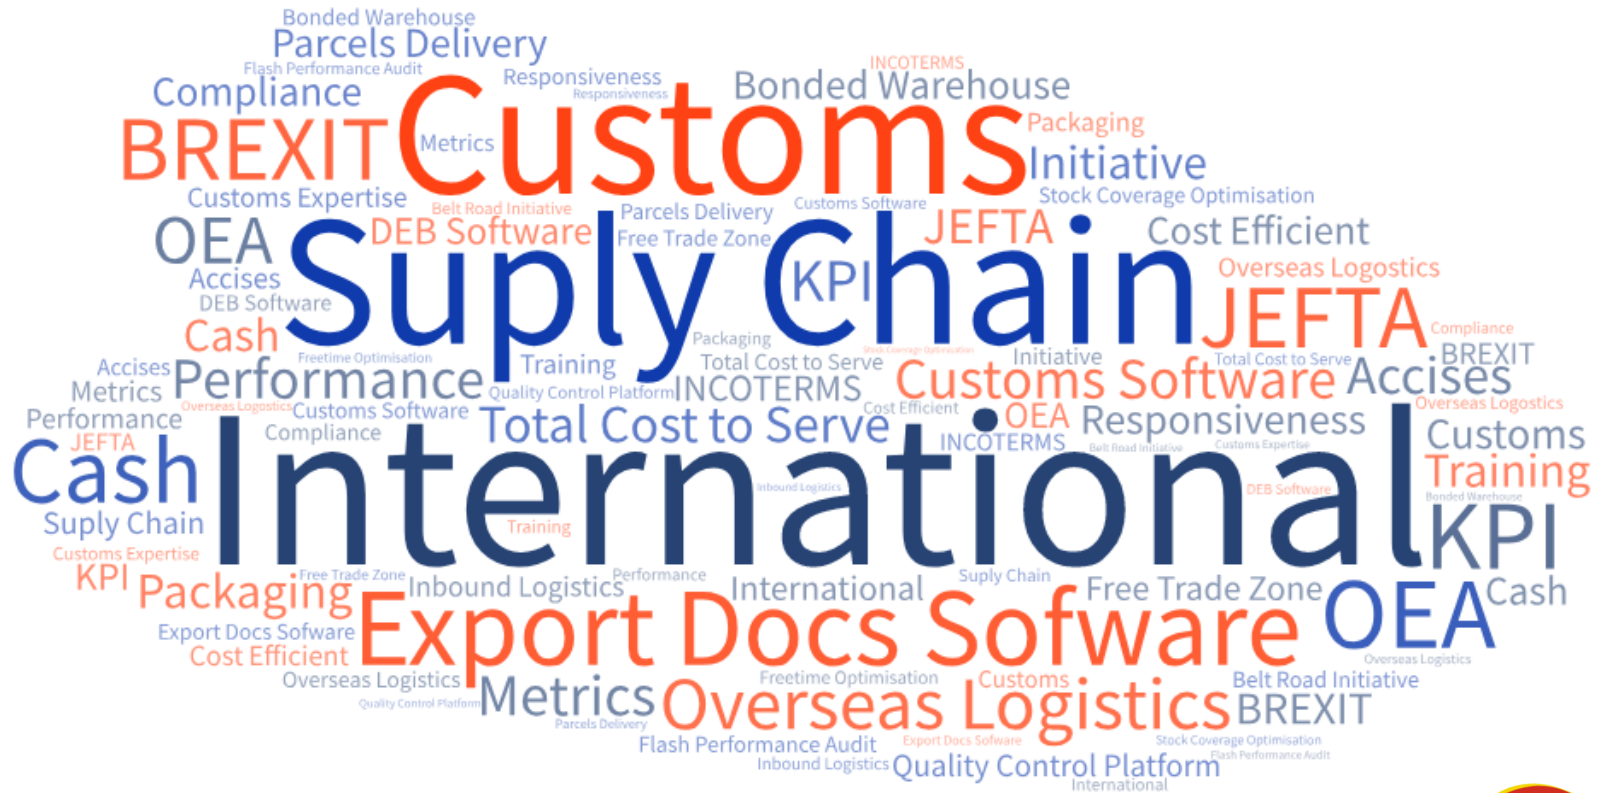 Bonded Warehouse
Parcels Delivery
INCOTERMS
Flash Performance Audit
Responsiveness
Bonded Warehouse
Compliance
Responsiveness
Customs
Packaging
BREXIT
Metrics
Initiative
Customs Expertise
Stock Coverage Optimisation
Belt Road Initiative
Parcels Delivery
Customs Software
OEA
DEB Software
Free Trade Zone
JEFTA
Cost Efficient
Suply Chain
KPI
Overseas Logostics
Accises
DEB Software
JEFTA
Cash
Compliance
Packaging
Stock Coverage Optimisation
BREXIT
Freetime Optimisation
Training
Total Cost to Serve
Initiative
Total Cost to Serve
Accises
Performance
Customs Software
Accises
Metrics
Quality Control Platform
INCOTERMS
Overseas Logostics
Customs Software
Cost Efficient
OEA
Responsiveness
Overseas Logostics
Performance
Compliance
Total Cost to Serve
Customs
JEFTA
INCOTERMS
Belt Road Initiative
Customs Expertise
Cash
International
Training
Inbound Logistics
DEB Software
Bonded Warehouse
Suply Chain
Training
KPI
Customs Expertise
KPI
Packaging
Free Trade Zone
Inbound Logistics
Performance
International
Suply Chain
Free Trade Zone
OEA
Cash
Export Docs Sofware
Export Docs Sofware
Cost Efficient
Overseas Logistics
Overseas Logistics
Metrics
Freetime Optimisation
Customs
Belt Road Initiative
Quality Control Platform
Overseas Logistics
BREXIT
Parcels Delivery
Flash Performance Audit
Export Docs Sofware
Stock Coverage Optimisation
Flash Performance Audit
Inbound Logistics
Quality Control Platform
International